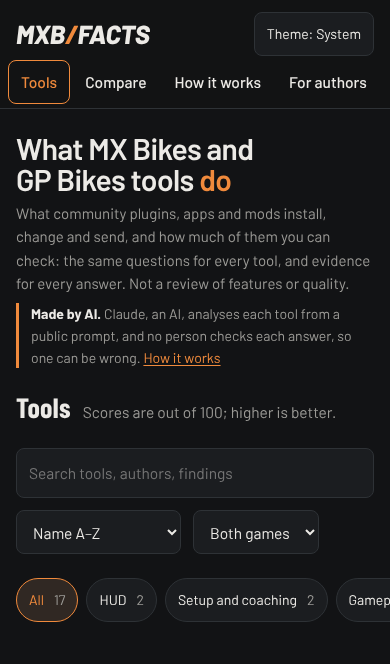 MXB/FACTS
Theme: System
Tools Compare How it works For authors
What MX Bikes and
GP Bikes tools do
What community plugins, apps and mods install,
change and send, and how much of them you can
check: the same questions for every tool, and evidence
for every answer. Not a review of features or quality.
Made by AI. Claude, an AI, analyses each tool from a
public prompt, and no person checks each answer, so
one can be wrong. How it works
Tools Scores are out of 100; higher is better.
Search tools, authors, findings
Name A–Z Both games
All 17 HUD 2 Setup and coaching 2